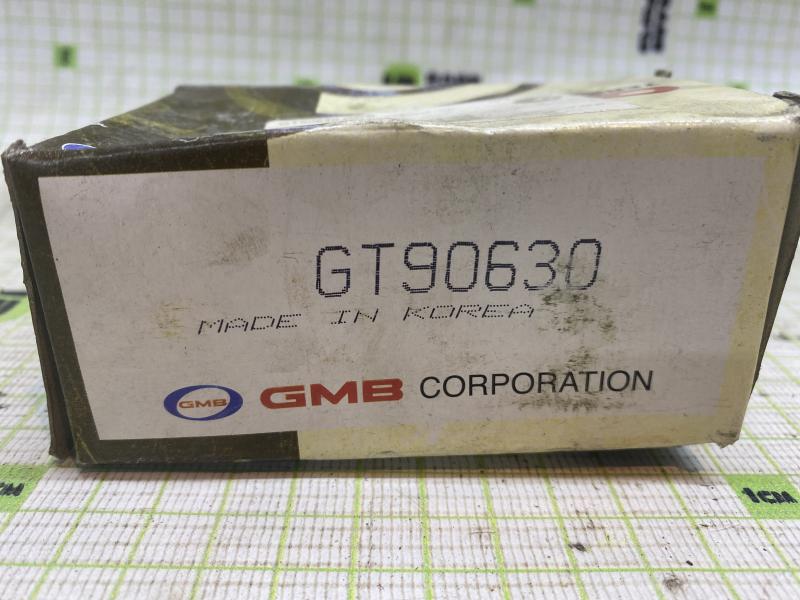 GT90630
MADE IN KOREA
GMB GMB CORPORATION
1CM